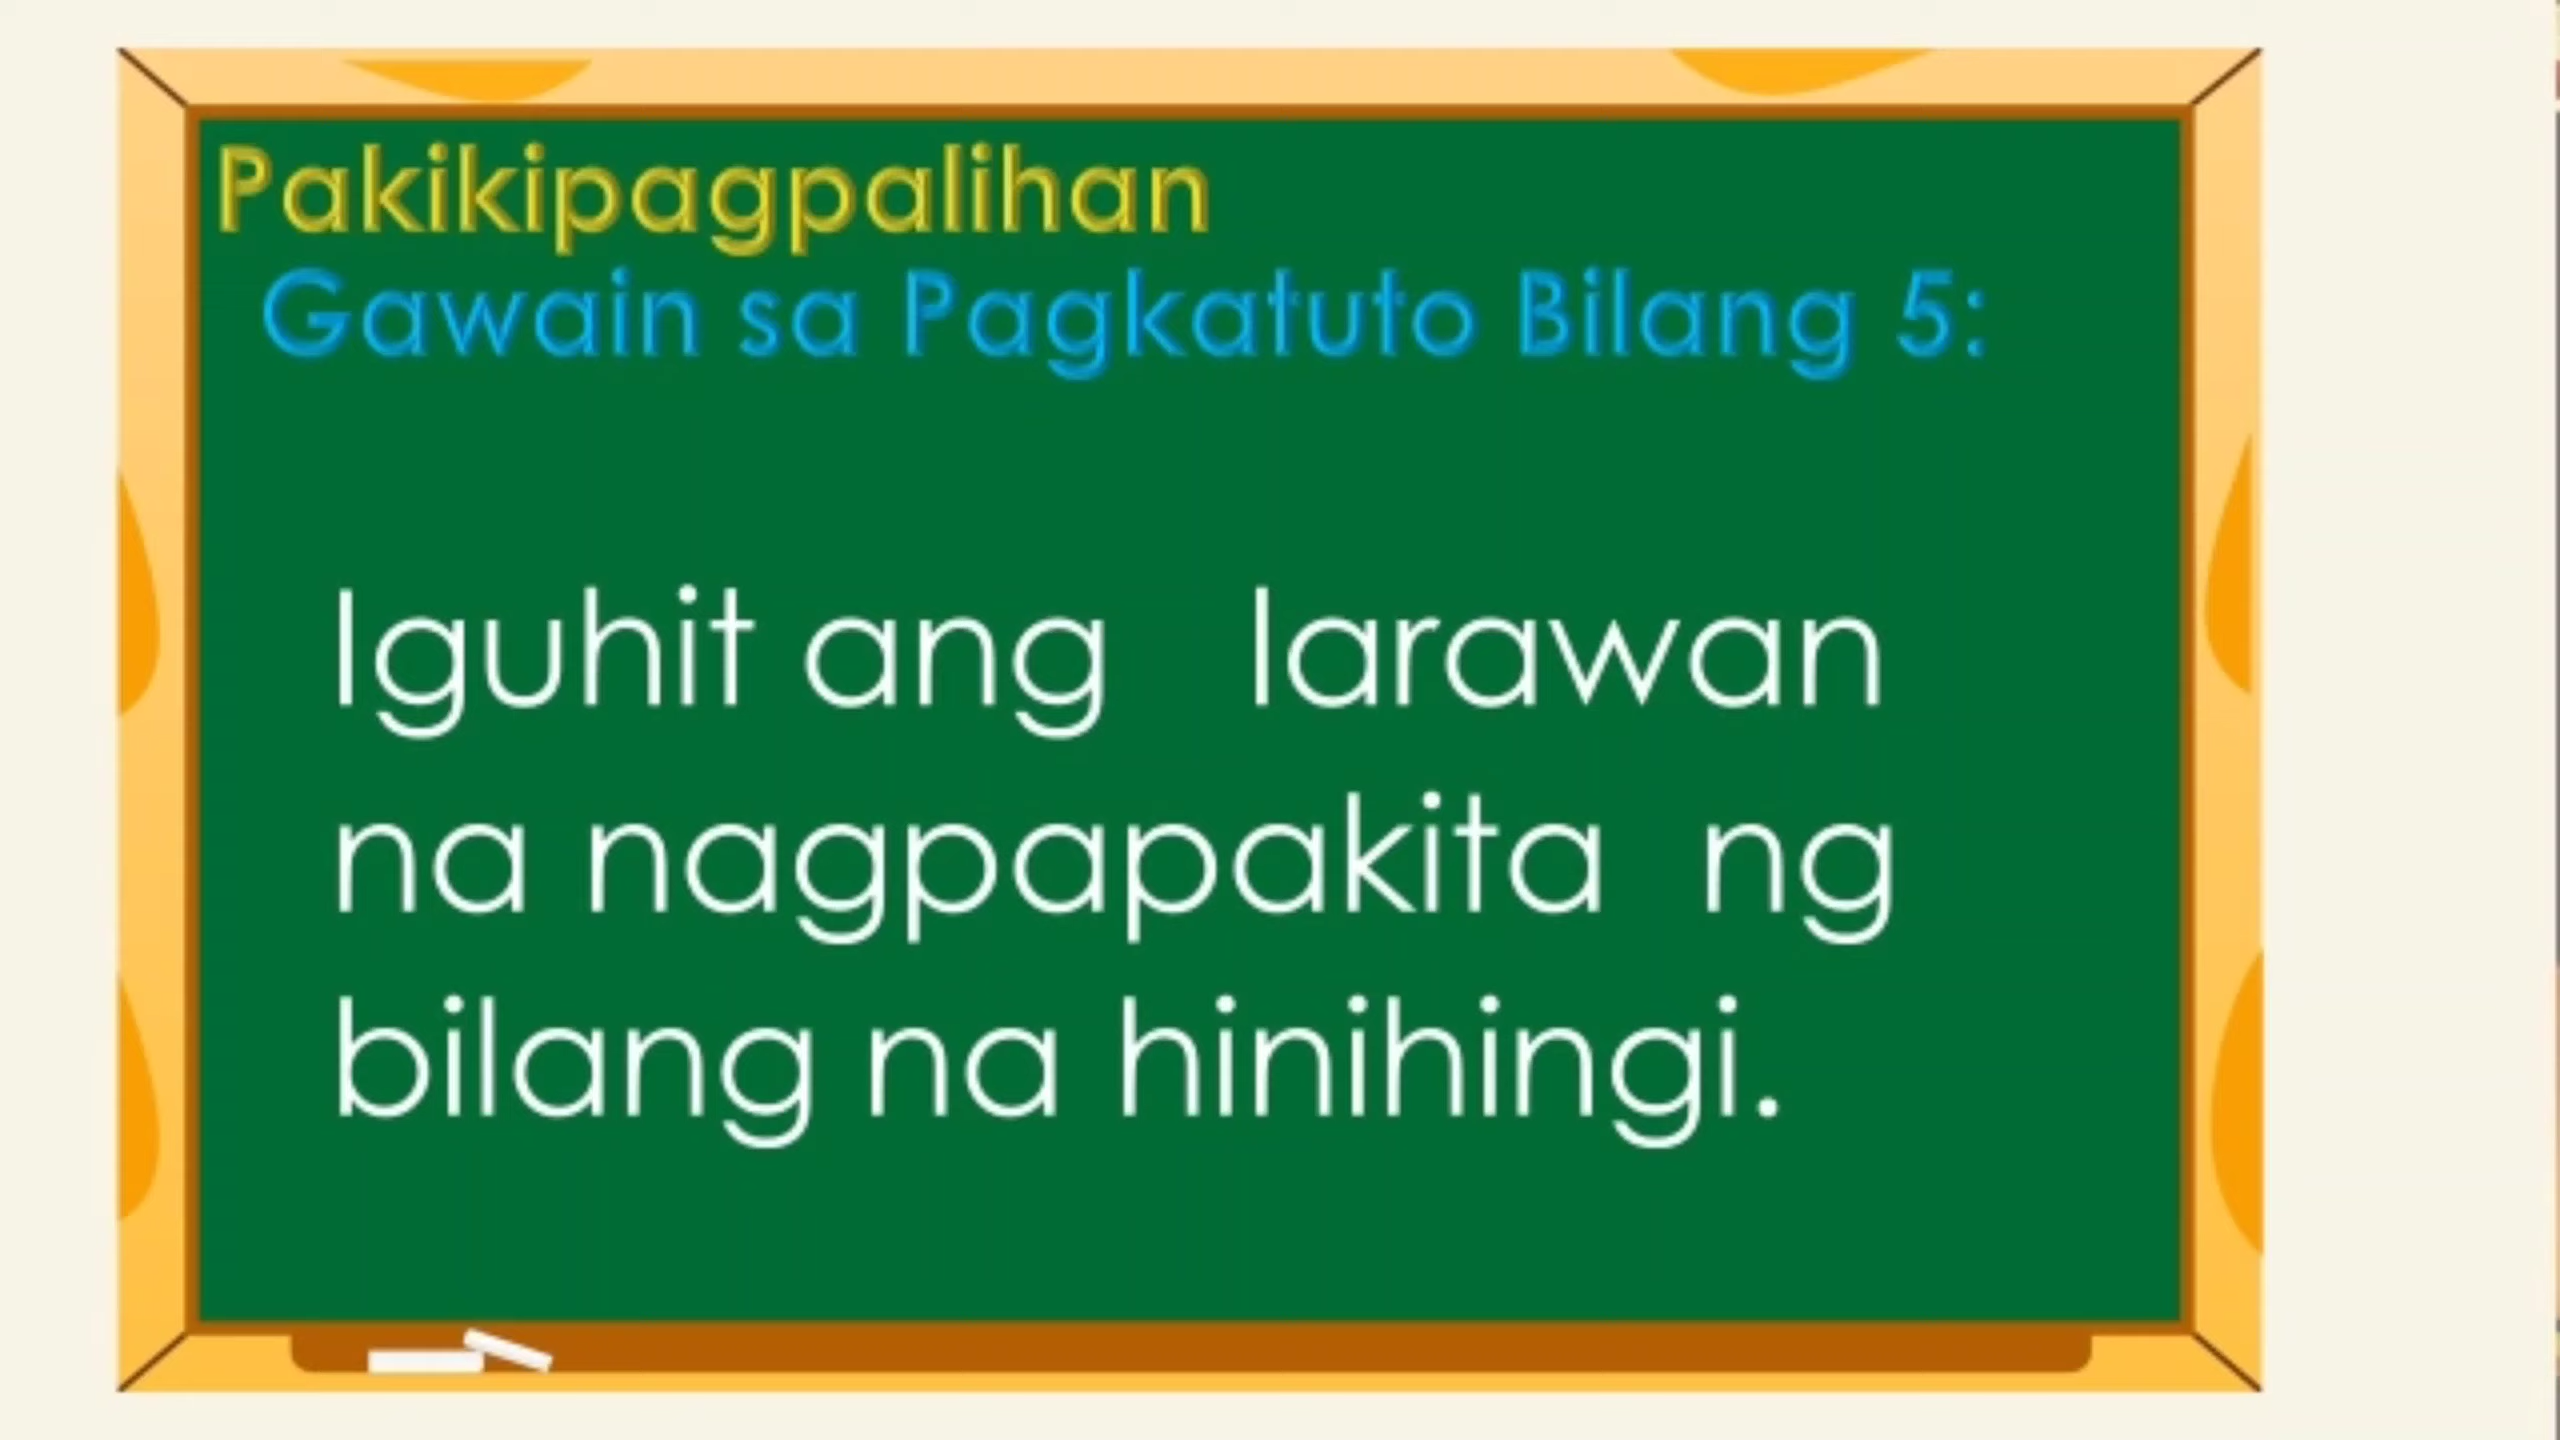 Pakikipagpalihan
Gawain sa Pagkatuto Bilang 5:
Iguhit ang larawan
na nagpapakita ng
bilang na hinihingi.